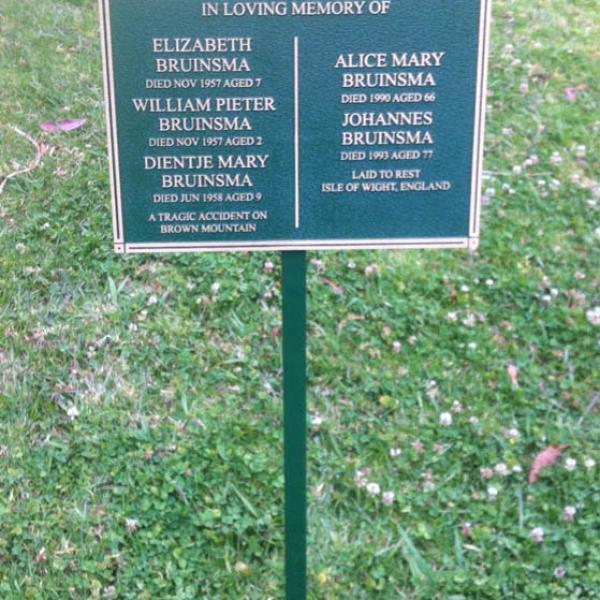 IN LOVING MEMORY OF
ELIZABETH
BRUINSMA
DIED NOV 1957 AGED 7
WILLIAM PIETER
BRUINSMA
DIED NOV 1957 AGED 2
DIENTJE MARY
BRUINSMA
DIED JUN 1958 AGED 9
A TRAGIC ACCIDENT ON
BROWN MOUNTAIN
ALICE MARY
BRUINSMA
DIED 1990 AGED 66
JOHANNES
BRUINSMA
DIED 1993 AGED 77
LAID TO REST
ISLE OF WIGHT, ENGLAND